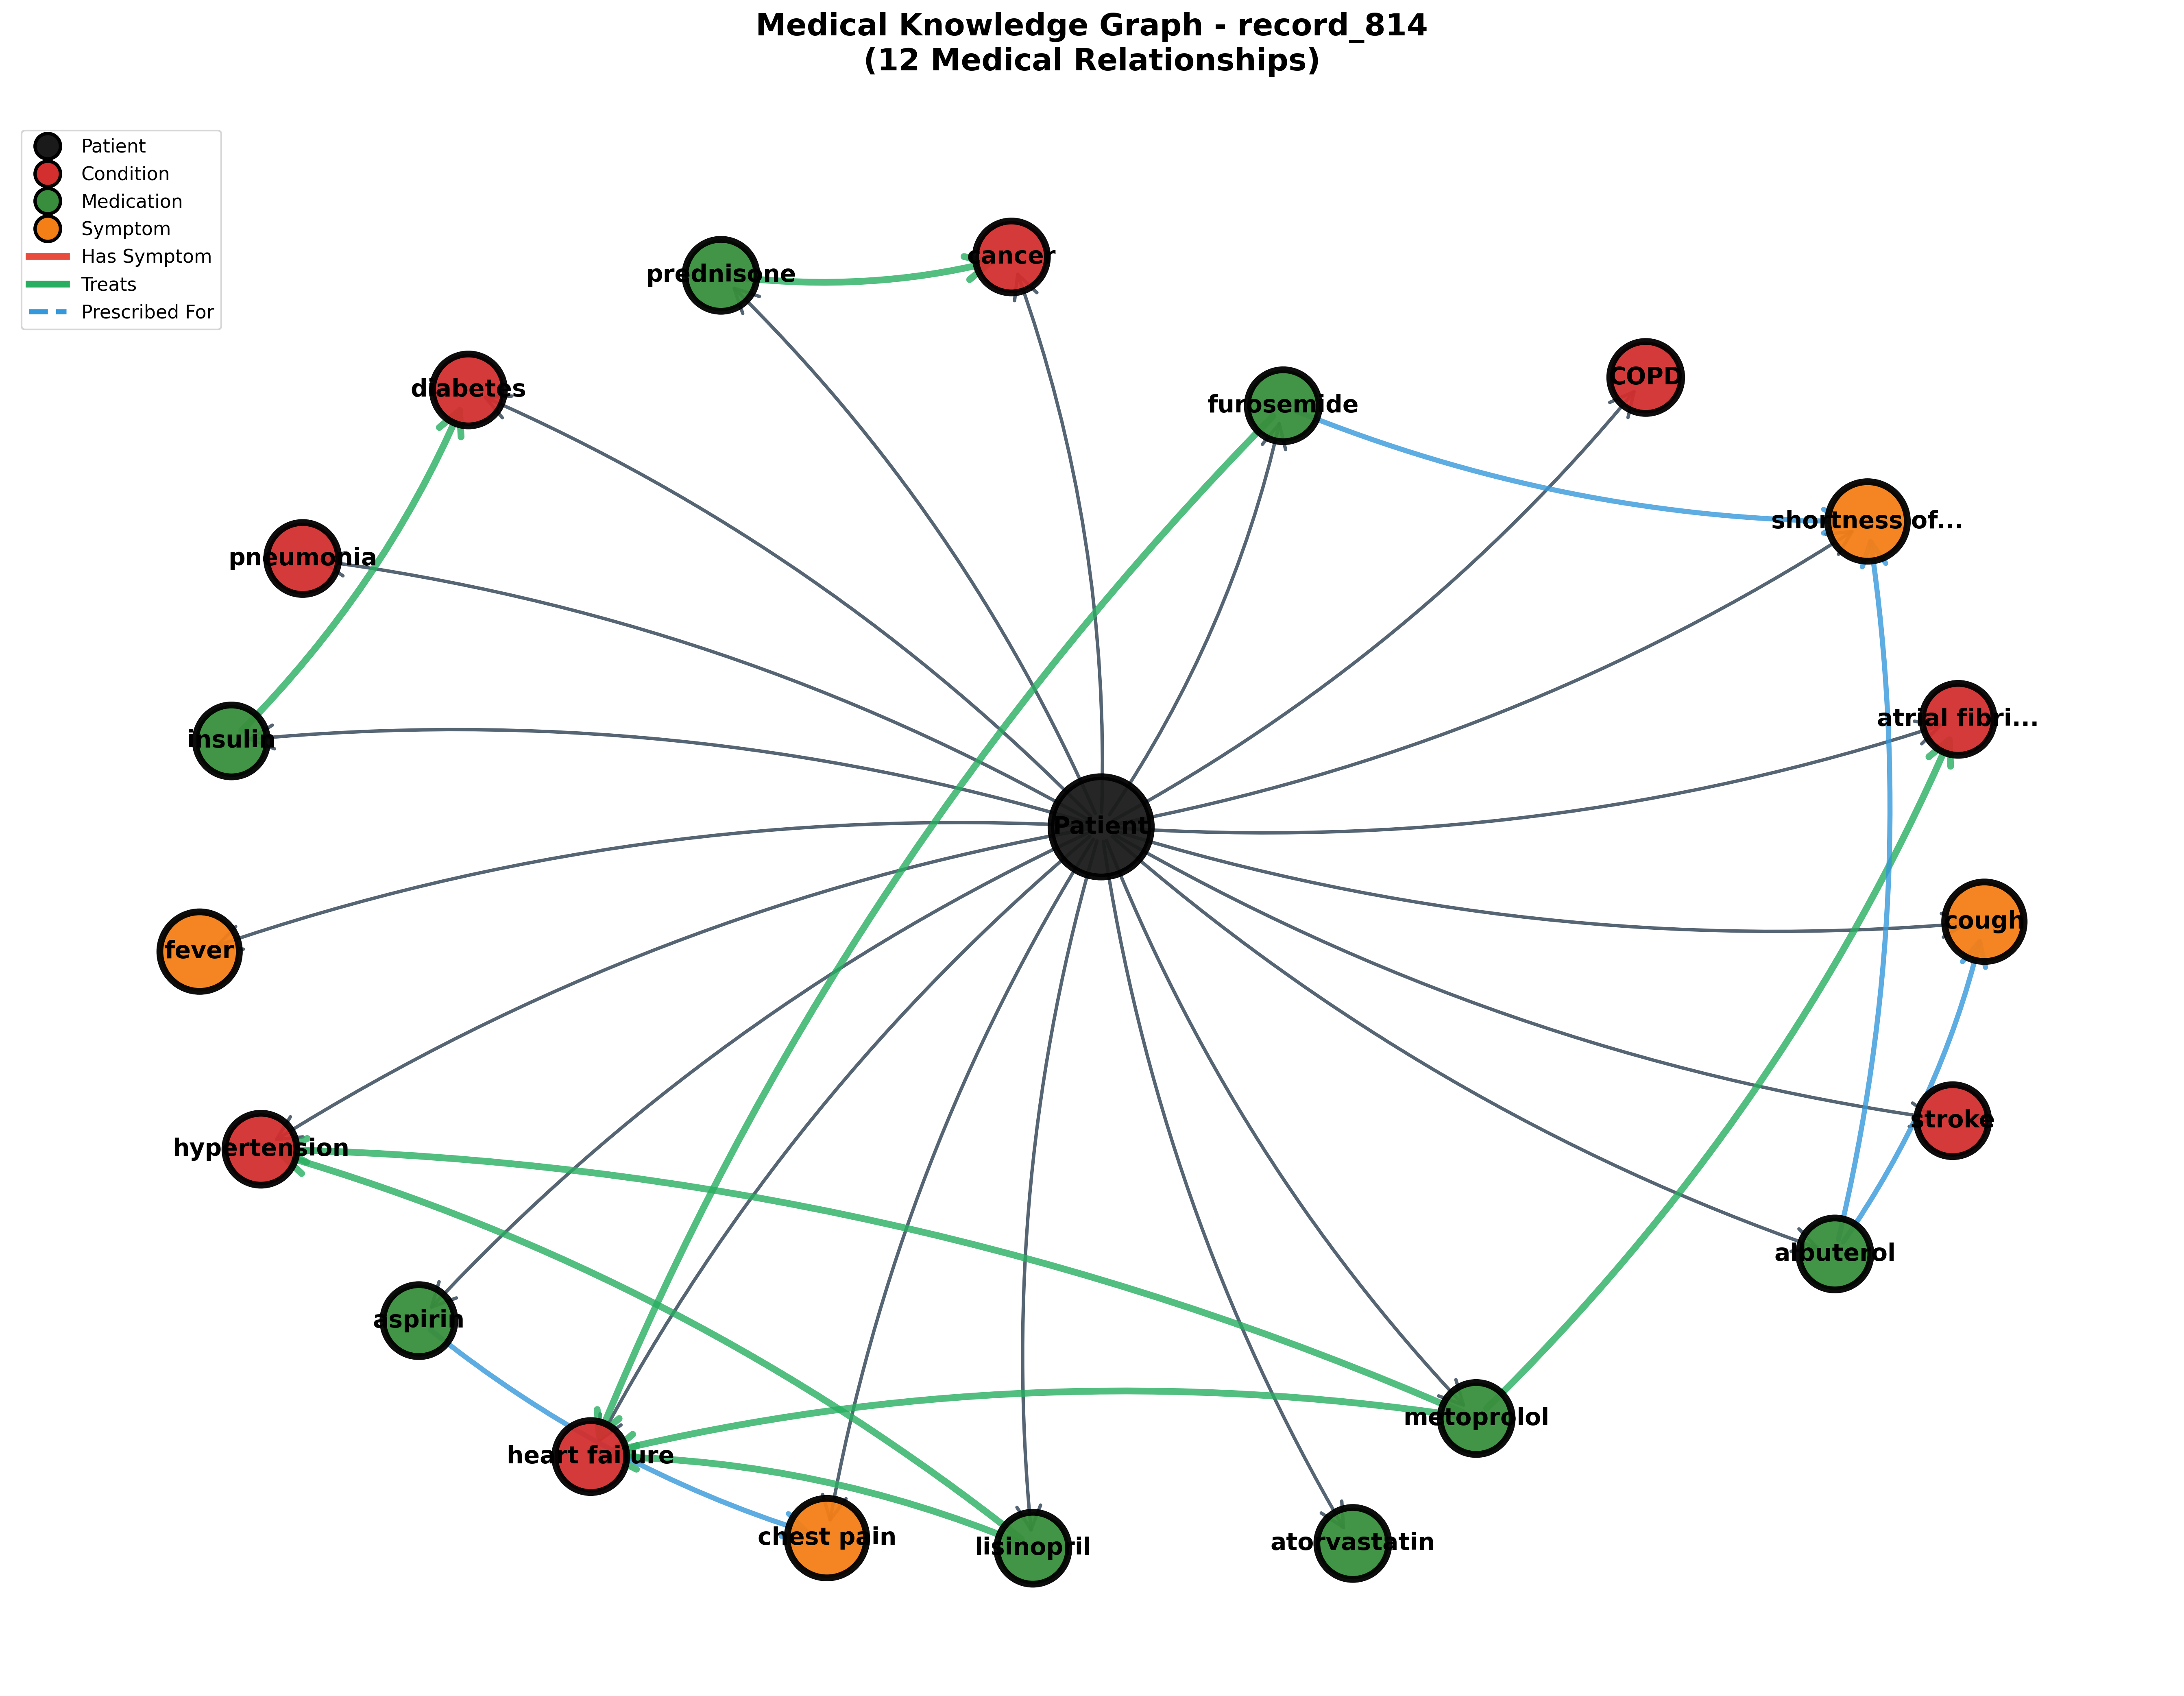 Medical Knowledge Graph - record_814
(12 Medical Relationships)
Patient
Condition
Medication
Symptom
Has Symptom
Treats
Prescribed For
cancer
prednisone
COPD
diabetes
furosemide
shortness of...
pneumonia
atrial fibri...
insulin
Patient
cough
fever
stroke
hypertension
albuterol
aspirin
metoprolol
heart failure
chest pain
lisinopril
atorvastatin